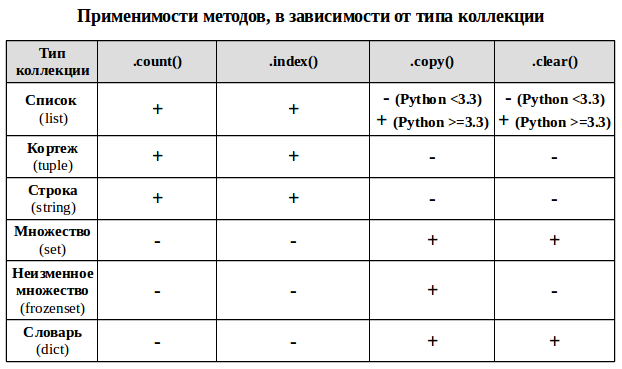 Применимости методов, в зависимости от типа коллекции
Тип коллекции .count() .index() .copy() .clear()
Список (list) + + - (Python <3.3) + (Python >=3.3) - (Python <3.3) + (Python >=3.3)
Кортеж (tuple) + + - -
Строка (string) + + - -
Множество (set) - - + +
Неизменное множество (frozenset) - - + -
Словарь (dict) - - + +